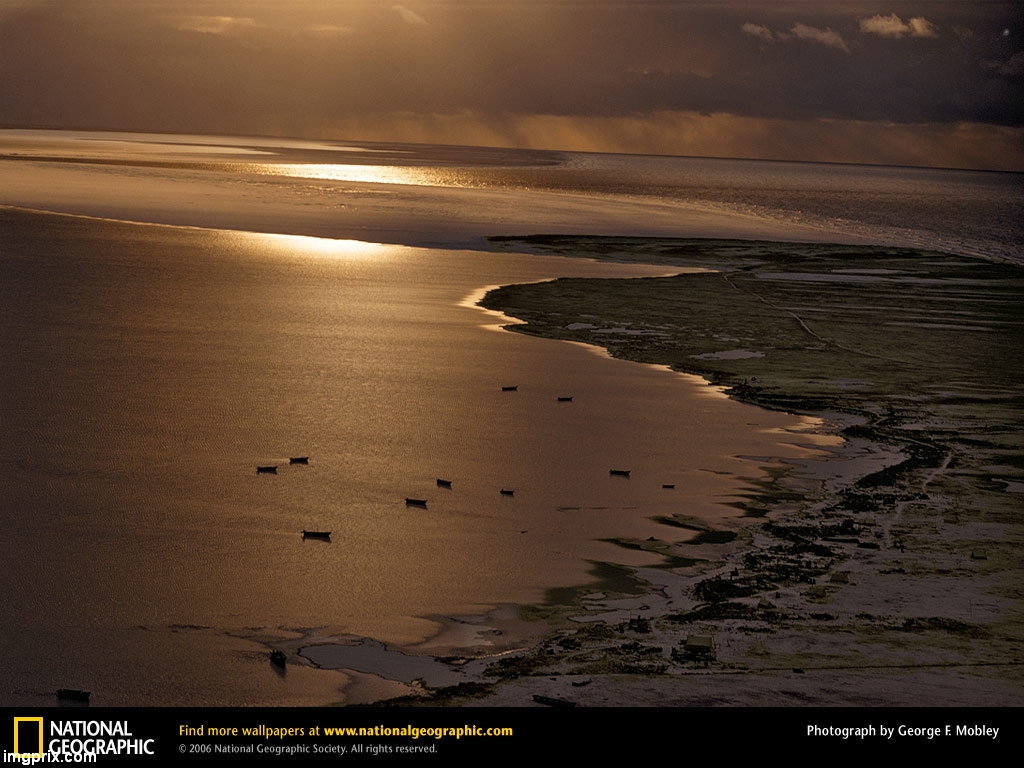 NATIONAL
GEOGRAPHIC
imgprix.com
Find more wallpapers at www.nationalgeographic.com
© 2006 National Geographic Society. All rights reserved.
Photograph by George F. Mobley